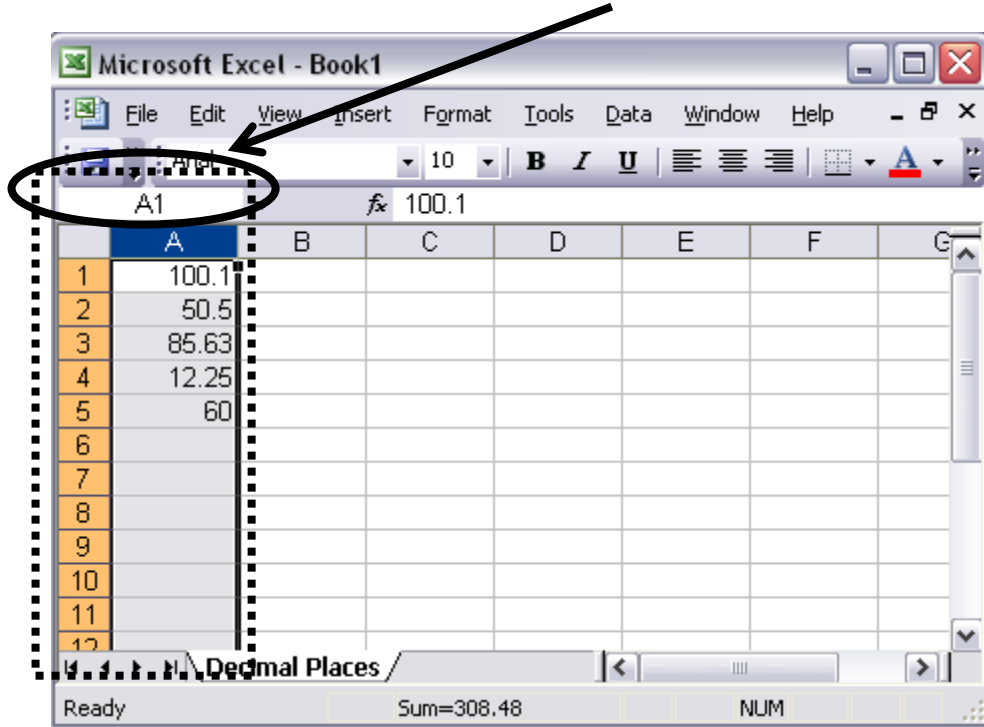 Microsoft Excel - Book1
File Edit View Insert Format Tools Data Window Help
Arial 10 B I U A
A1 fx 100.1
A B C D E F G
1 100.1
2 50.5
3 85.63
4 12.25
5 60
6
7
8
9
10
11
12
Decimal Places
Ready Sum=308.48 NUM